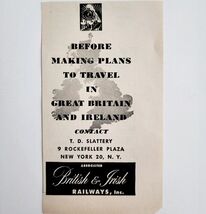 BEFORE
MAKING PLANS
TO TRAVEL
IN
GREAT BRITAIN
AND IRELAND
CONTACT
T. D. SLATTERY
9 ROCKEFELLER PLAZA
NEW YORK 20, N. Y.
ASSOCIATED
British & Irish
RAILWAYS, Inc.